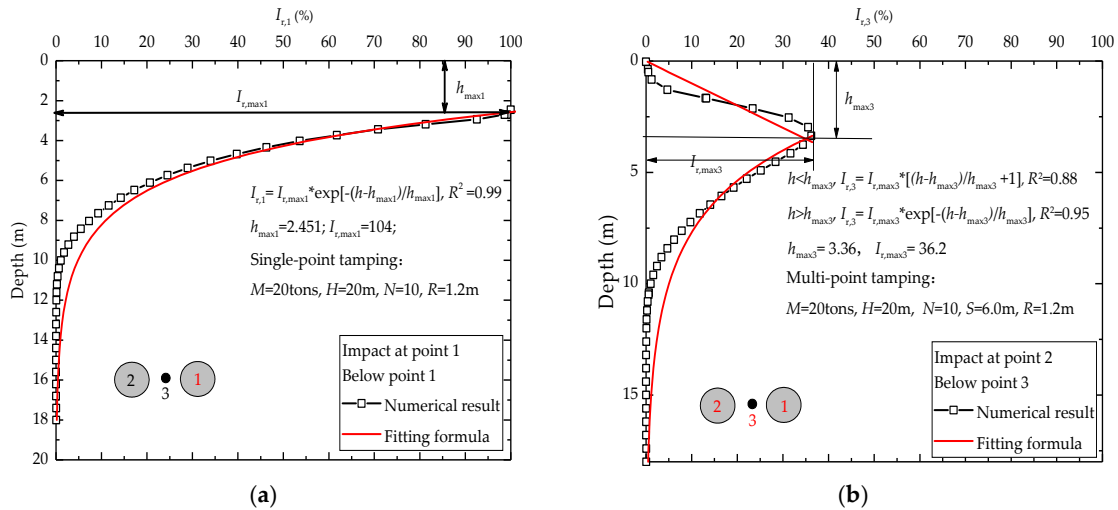 I_r,1 (%)
0 10 20 30 40 50 60 70 80 90 100
0
2
4
6
8
10
12
14
16
18
20
Depth (m)
h_max1
I_r,max1
I_r,1= I_r,max1*exp[-(h-h_max1)/h_max1], R²=0.99
h_max1=2.451; I_r,max1=104;
Single-point tamping:
M=20tons, H=20m, N=10, R=1.2m
Impact at point 1
Below point 1
Numerical result
Fitting formula
2
3
1
(a)
I_r,3 (%)
0 10 20 30 40 50 60 70 80 90 100
0
5
10
15
Depth (m)
h_max3
I_r,max3
h<h_max3, I_r,3= I_r,max3*[(h-h_max3)/h_max3 +1], R²=0.88
h>h_max3, I_r,3= I_r,max3*exp[-(h-h_max3)/h_max3], R²=0.95
h_max3= 3.36, I_r,max3= 36.2
Multi-point tamping:
M=20tons, H=20m, N=10, S=6.0m, R=1.2m
Impact at point 2
Below point 3
Numerical result
Fitting formula
2
3
1
(b)